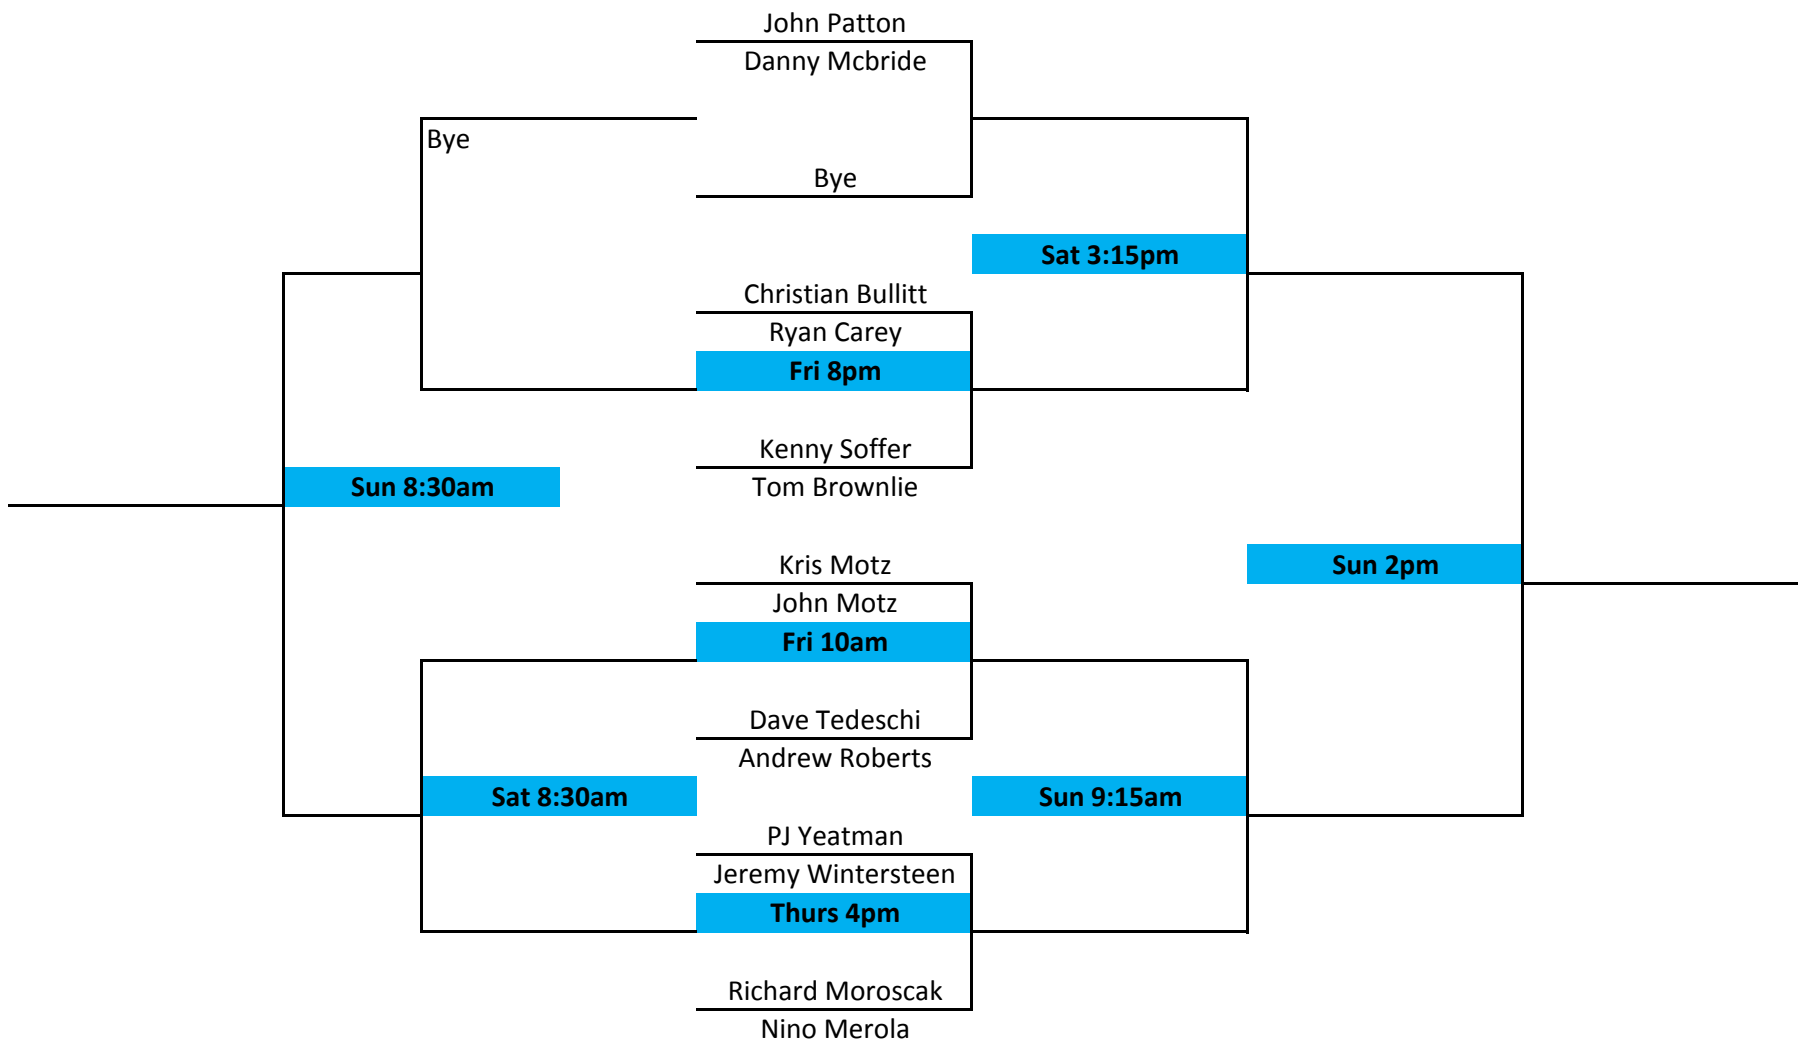 John Patton
Danny Mcbride
Bye
Bye
Sat 3:15pm
Christian Bullitt
Ryan Carey
Fri 8pm
Kenny Soffer
Sun 8:30am
Tom Brownlie
Kris Motz
Sun 2pm
John Motz
Fri 10am
Dave Tedeschi
Andrew Roberts
Sat 8:30am
Sun 9:15am
PJ Yeatman
Jeremy Wintersteen
Thurs 4pm
Richard Moroscak
Nino Merola